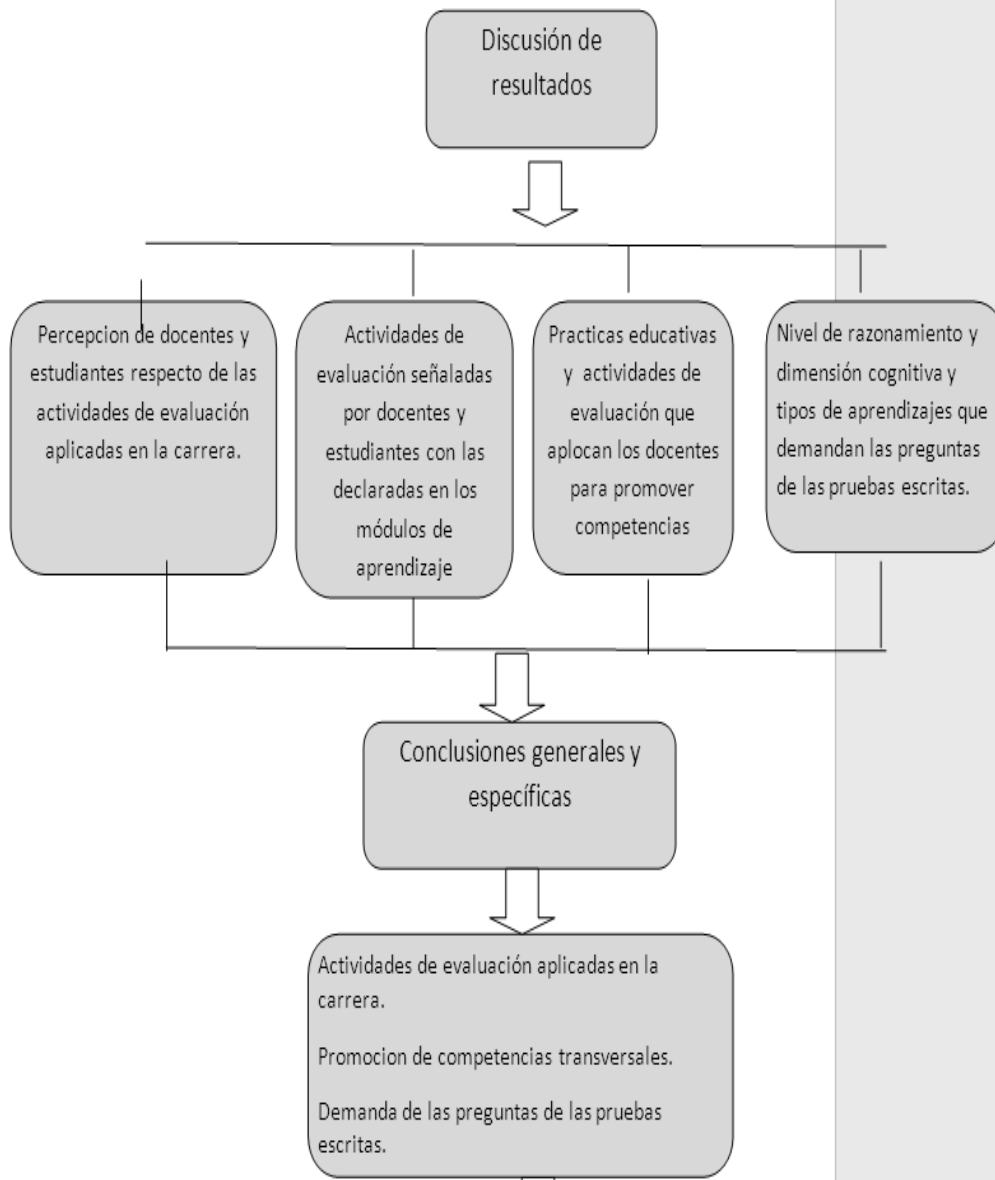 Discusión de
resultados
Percepcion de docentes y
estudiantes respecto de las
actividades de evaluación
aplicadas en la carrera.
Actividades de
evaluación señaladas
por docentes y
estudiantes con las
declaradas en los
módulos de
aprendizaje
Practicas educativas
y actividades de
evaluación que
aplocan los docentes
para promover
competencias
Nivel de razonamiento y
dimensión cognitiva y
tipos de aprendizajes que
demandan las preguntas
de las pruebas escritas.
Conclusiones generales y
específicas
Actividades de evaluación aplicadas en la
carrera.
Promocion de competencias transversales.
Demanda de las preguntas de las pruebas
escritas.